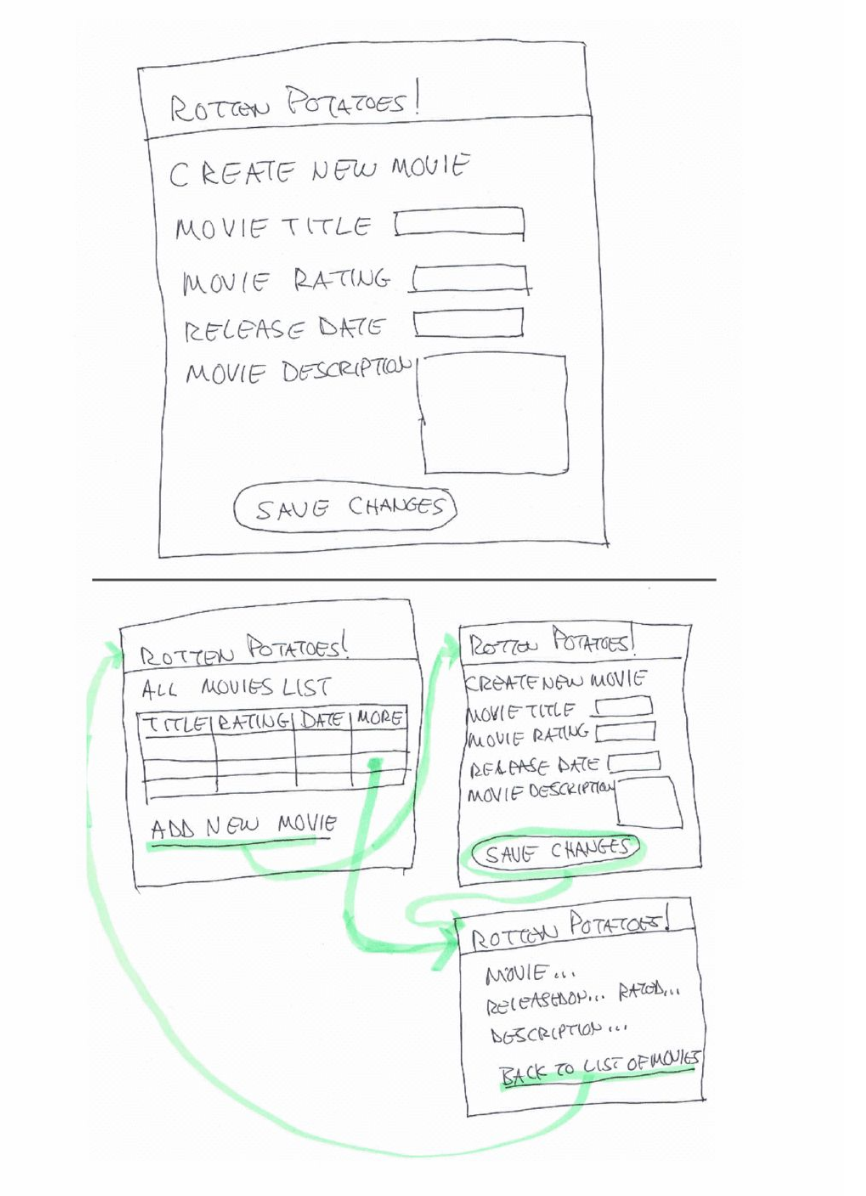 ROTTEN POTATOES!
CREATE NEW MOVIE
MOVIE TITLE
MOVIE RATING
RELEASE DATE
MOVIE DESCRIPTION
SAVE CHANGES
ROTTEN POTATOES!
ALL MOVIES LIST
TITLE RATING DATE MORE
ADD NEW MOVIE
ROTTEN POTATOES!
CREATE NEW MOVIE
MOVIE TITLE
MOVIE RATING
RELEASE DATE
MOVIE DESCRIPTION
SAVE CHANGES
ROTTEN POTATOES!
MOVIE...
RELEASED ON... RATED...
DESCRIPTION...
BACK TO LIST OF MOVIES